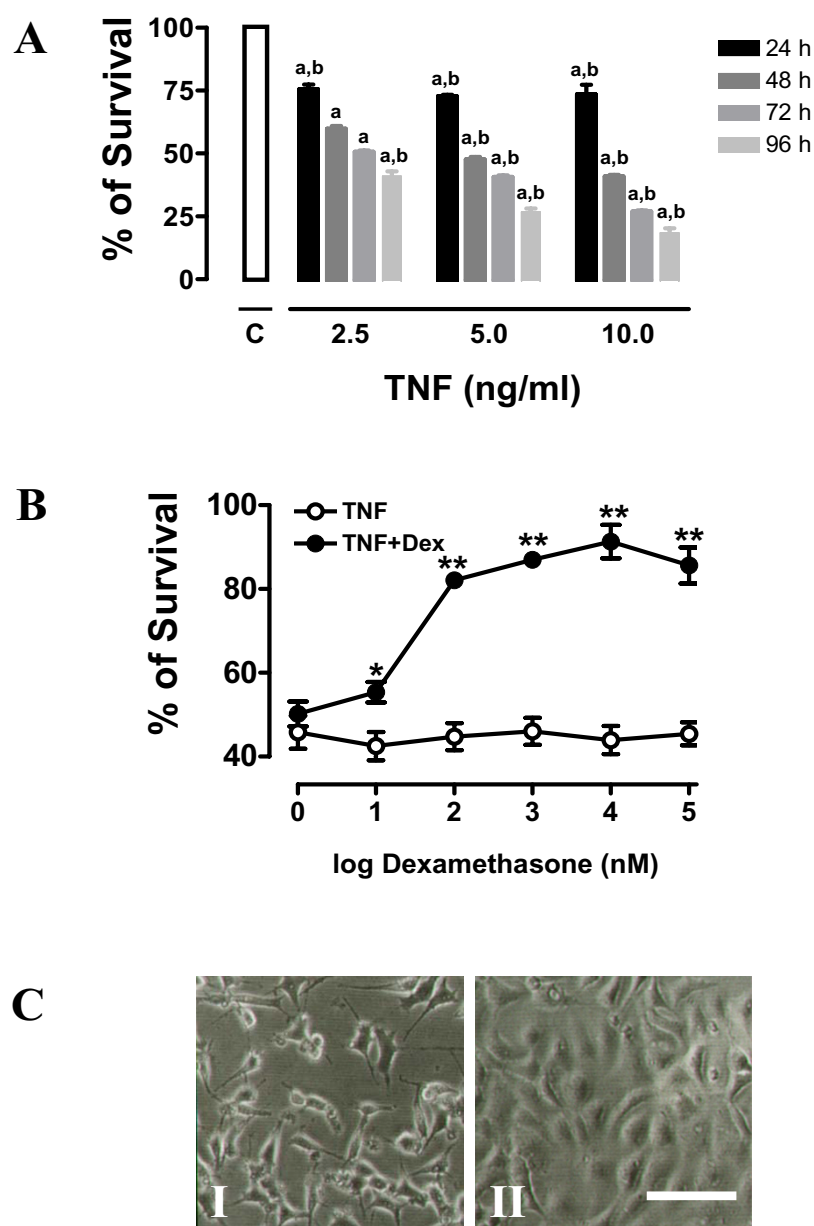 A
% of Survival
100
75
50
25
0
a,b
a
a
a,b
a,b
a,b
a,b
a,b
a,b
a,b
a,b
a,b
24 h
48 h
72 h
96 h
C
2.5
5.0
10.0
TNF (ng/ml)
B
% of Survival
100
80
60
40
TNF
TNF+Dex
*
**
**
**
**
0
1
2
3
4
5
log Dexamethasone (nM)
C
I
II